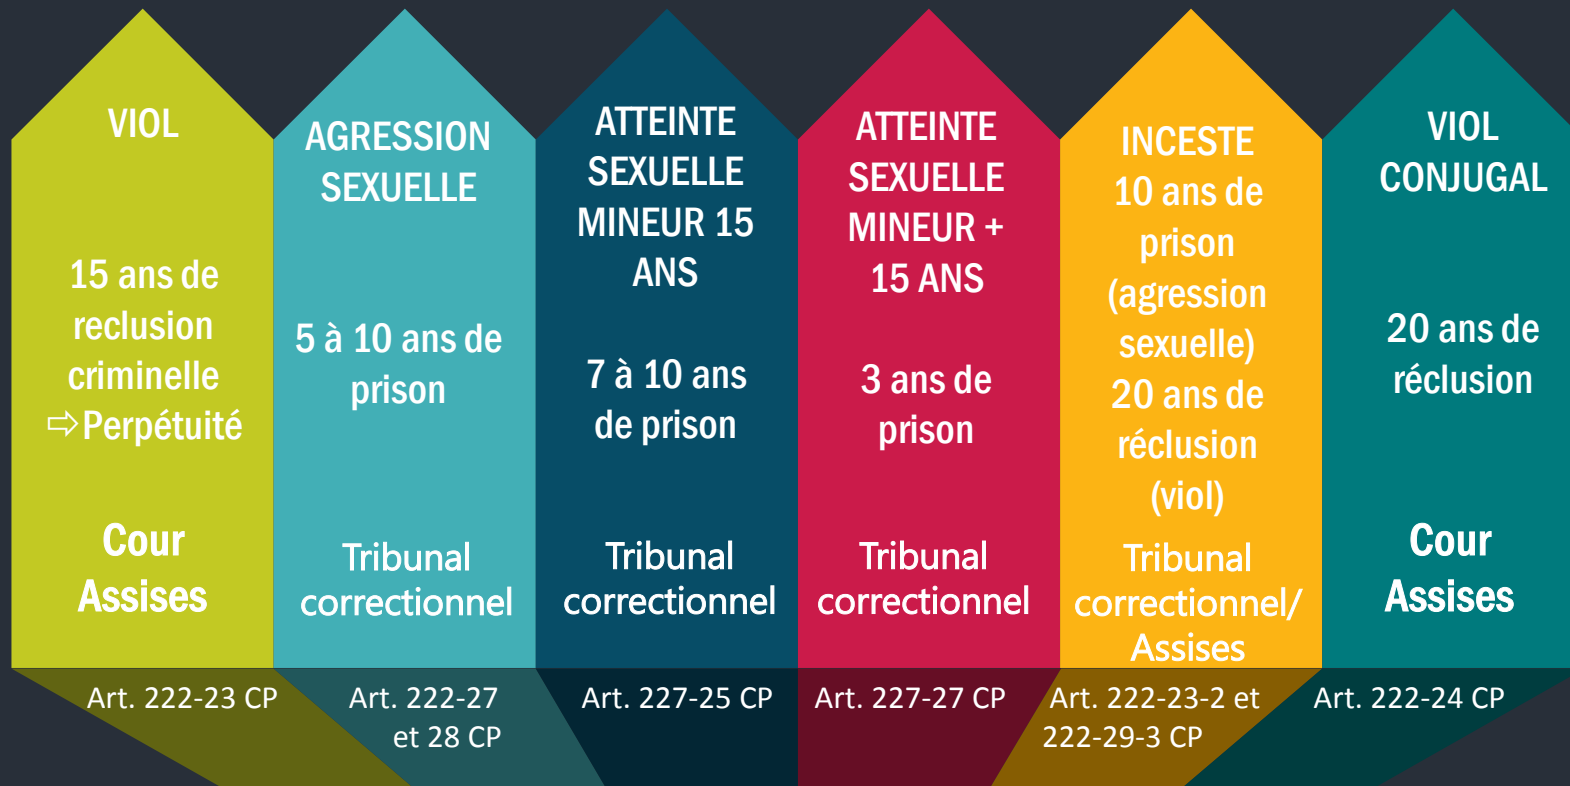 VIOL
15 ans de
reclusion
criminelle
⇨Perpétuité
Cour
Assises
Art. 222-23 CP
AGRESSION
SEXUELLE
5 à 10 ans de
prison
Tribunal
correctionnel
Art. 222-27
et 28 CP
ATTEINTE
SEXUELLE
MINEUR 15
ANS
7 à 10 ans
de prison
Tribunal
correctionnel
Art. 227-25 CP
ATTEINTE
SEXUELLE
MINEUR +
15 ANS
3 ans de
prison
Tribunal
correctionnel
Art. 227-27 CP
INCESTE
10 ans de
prison
(agression
sexuelle)
20 ans de
réclusion
(viol)
Tribunal
correctionnel/
Assises
Art. 222-23-2 et
222-29-3 CP
VIOL
CONJUGAL
20 ans de
réclusion
Cour
Assises
Art. 222-24 CP